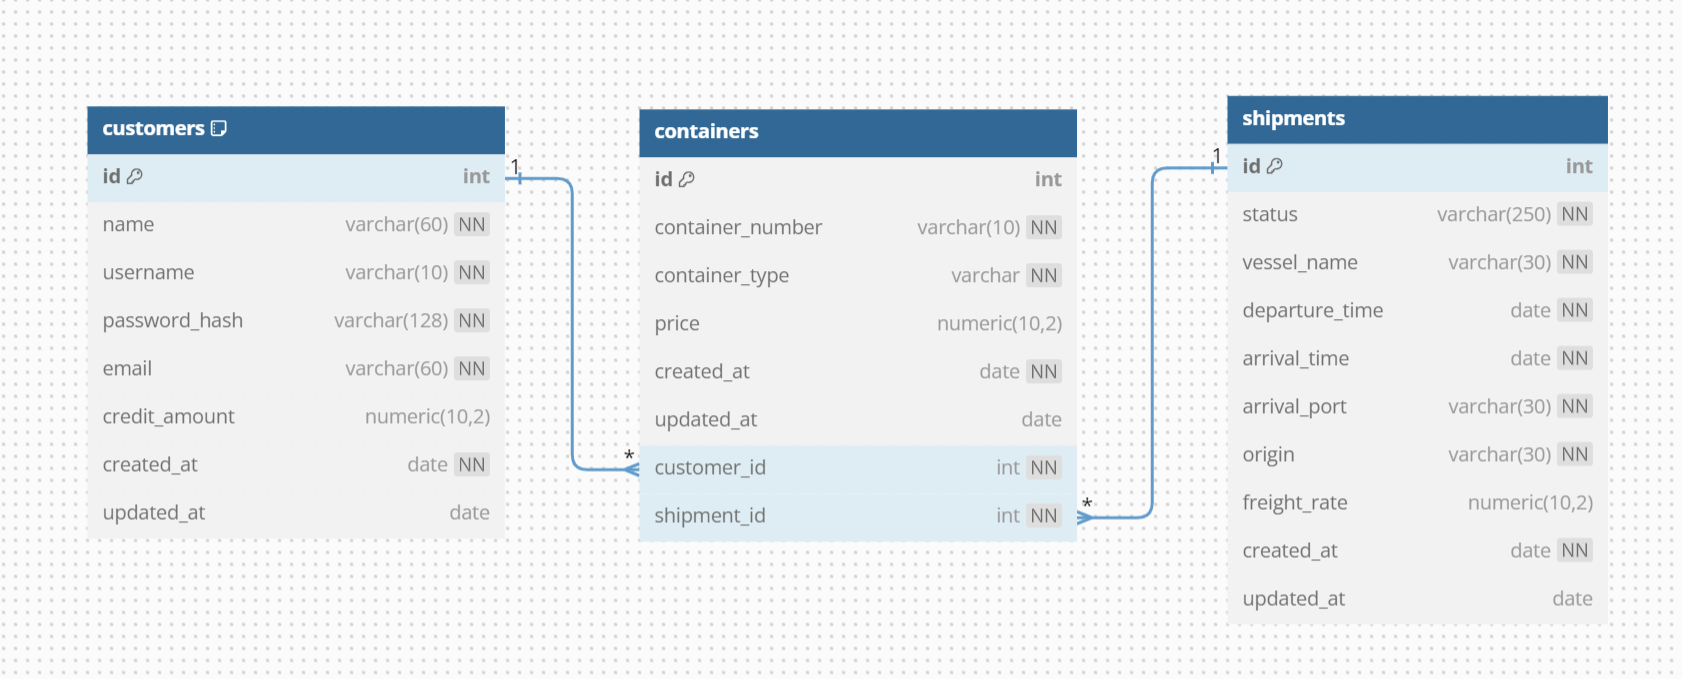 customers
id int
name varchar(60) NN
username varchar(10) NN
password_hash varchar(128) NN
email varchar(60) NN
credit_amount numeric(10,2)
created_at date NN
updated_at date
1
*
containers
id int
container_number varchar(10) NN
container_type varchar NN
price numeric(10,2)
created_at date NN
updated_at date
customer_id int NN
shipment_id int NN
*
1
shipments
id int
status varchar(250) NN
vessel_name varchar(30) NN
departure_time date NN
arrival_time date NN
arrival_port varchar(30) NN
origin varchar(30) NN
freight_rate numeric(10,2)
created_at date NN
updated_at date